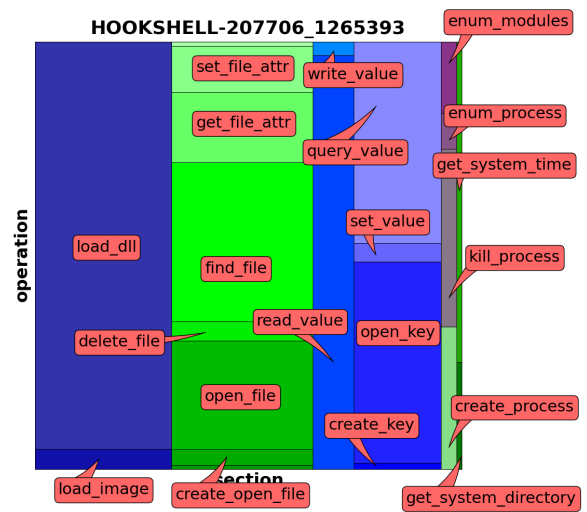 HOOKSHELL-207706_1265393
enum_modules
set_file_attr
write_value
get_file_attr
enum_process
query_value
get_system_time
set_value
load_dll
find_file
kill_process
operation
read_value
delete_file
open_key
open_file
create_process
create_key
section
load_image
create_open_file
get_system_directory